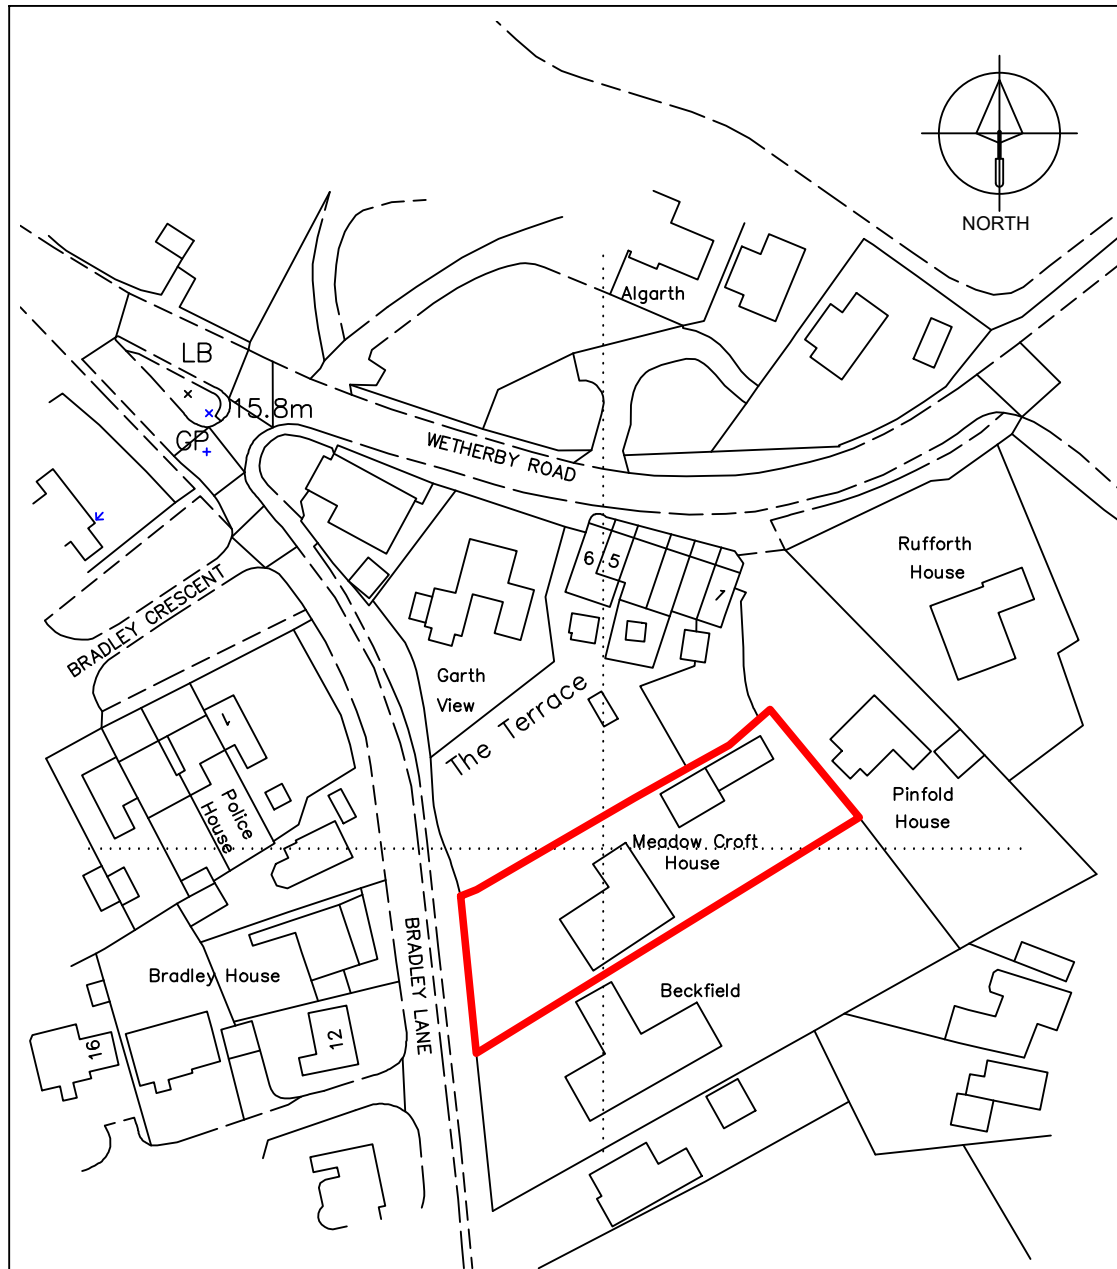 NORTH
Algarth
LB
15.8m
GP
WETHERBY ROAD
Rufforth
House
6
5
1
BRADLEY CRESCENT
Garth
View
The Terrace
1
Police
House
Pinfold
House
Meadow Croft
House
BRADLEY LANE
Bradley House
Beckfield
16
12